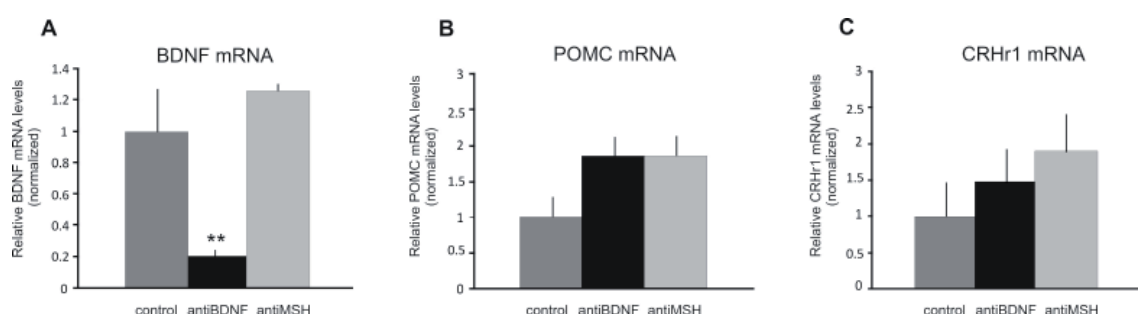 A
BDNF mRNA
Relative BDNF mRNA levels
(normalized)
1.4
1.2
1
0.8
0.6
0.4
0.2
0
**
control antiBDNF antiMSH
B
POMC mRNA
Relative POMC mRNA levels
(normalized)
3
2.5
2
1.5
1
0.5
0
control antiBDNF antiMSH
C
CRHr1 mRNA
Relative CRHr1 mRNA levels
(normalized)
3
2.5
2
1.5
1
0.5
0
control antiBDNF antiMSH